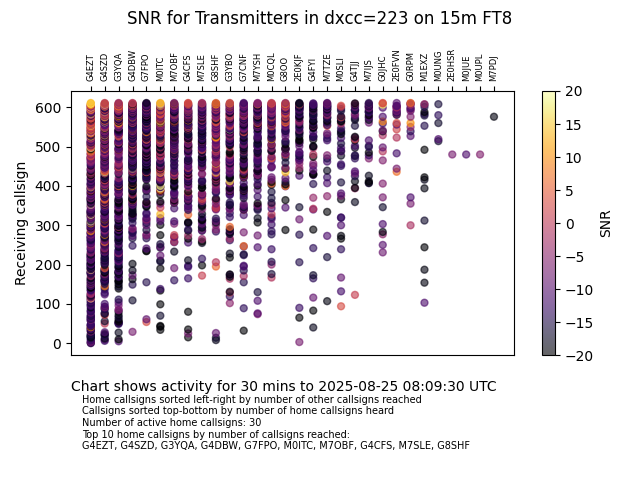 SNR for Transmitters in dxcc=223 on 15m FT8
G4EZT G4SZD G3YQA G4DBW G7FPO M0ITC M7OBF G4CFS M7SLE G8SHF G3YBO G7CNF M7YSH M0CQL G8OO 2E0KJF G4FYI M7TZE M0SLI G4TJJ M7IJS G0JHC 2E0FVN G0RPM M1EXZ M0UNG 2E0HSR M0JUE M0UPL M7PDJ
Receiving callsign
600
500
400
300
200
100
0
20
15
10
5
0
−5
−10
−15
−20
SNR
Chart shows activity for 30 mins to 2025-08-25 08:09:30 UTC
Home callsigns sorted left-right by number of other callsigns reached
Callsigns sorted top-bottom by number of home callsigns heard
Number of active home callsigns: 30
Top 10 home callsigns by number of callsigns reached:
G4EZT, G4SZD, G3YQA, G4DBW, G7FPO, M0ITC, M7OBF, G4CFS, M7SLE, G8SHF